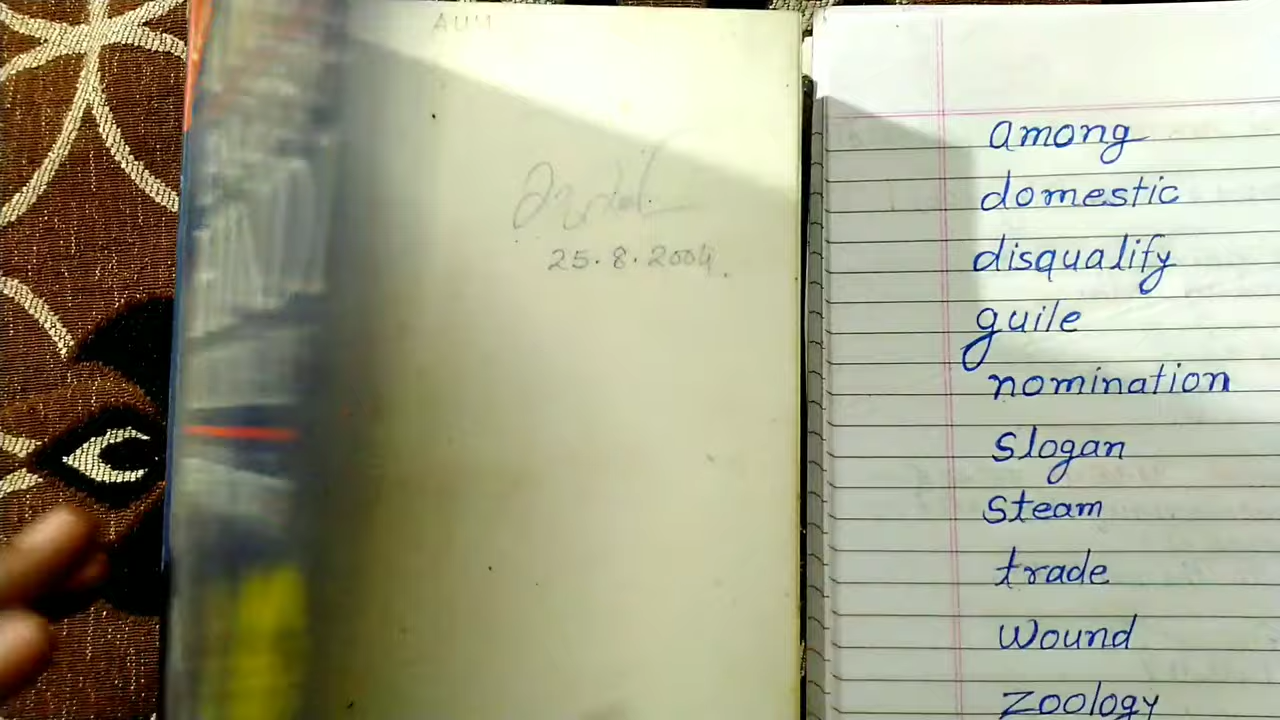 25.8.2004.
among
domestic
disqualify
guile
nomination
Slogan
Steam
trade
Wound
Zoology